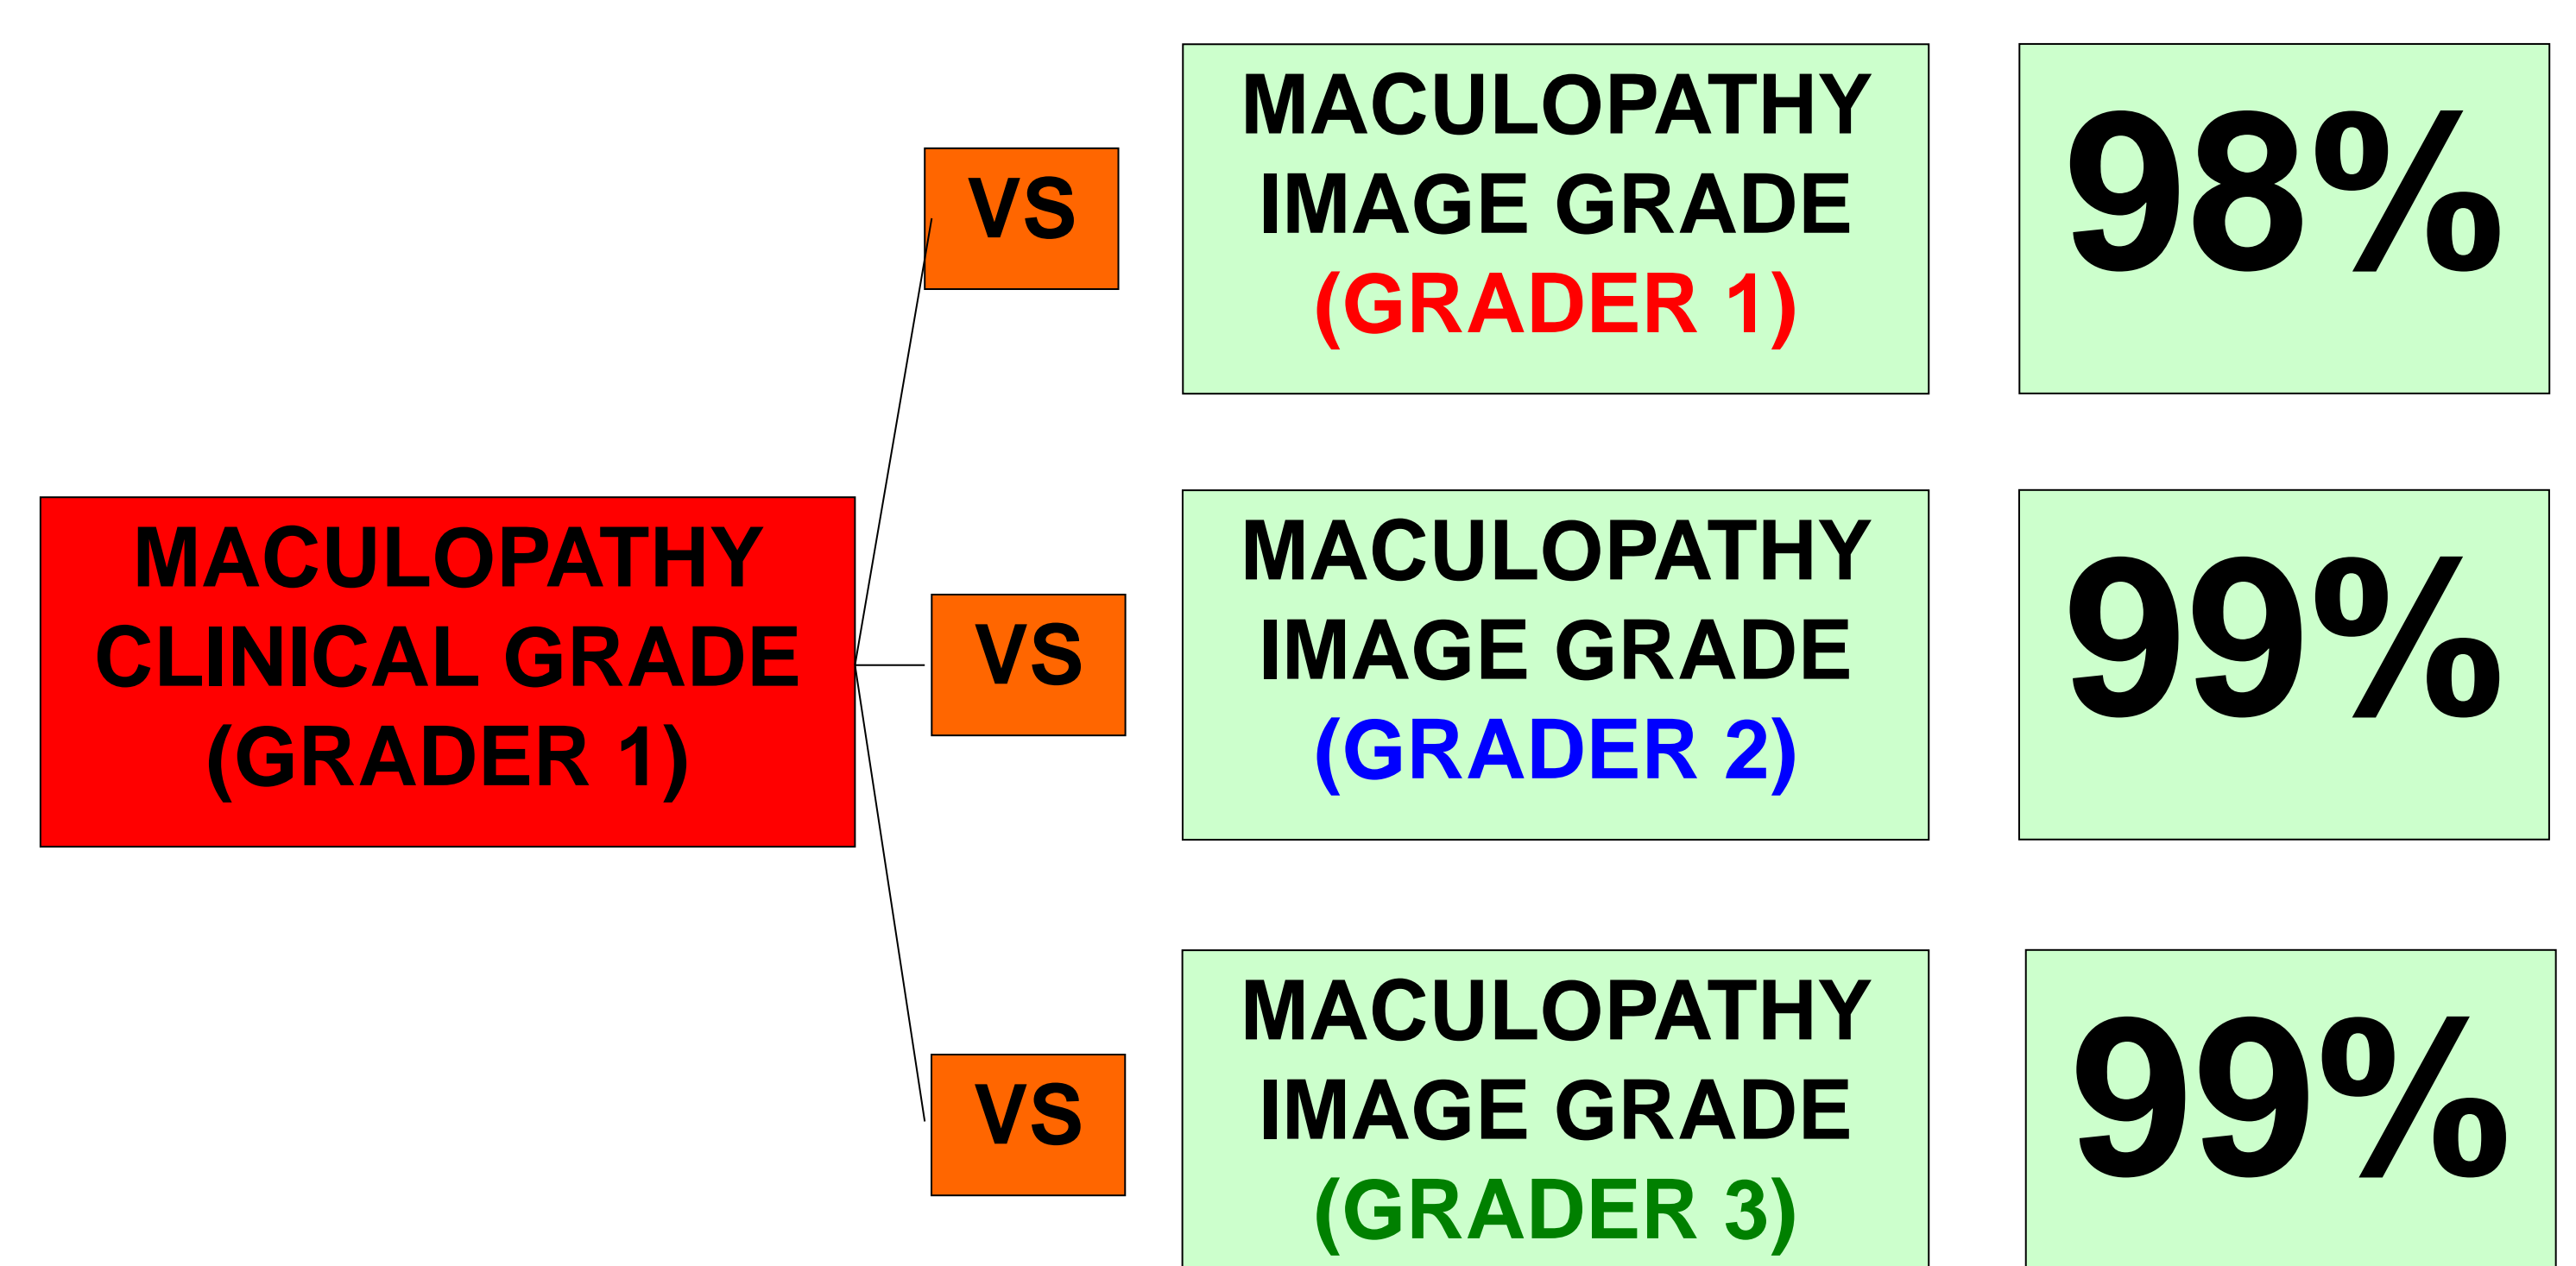 VS
MACULOPATHY
IMAGE GRADE
(GRADER 1)
98%
MACULOPATHY
CLINICAL GRADE
(GRADER 1)
VS
MACULOPATHY
IMAGE GRADE
(GRADER 2)
99%
VS
MACULOPATHY
IMAGE GRADE
(GRADER 3)
99%